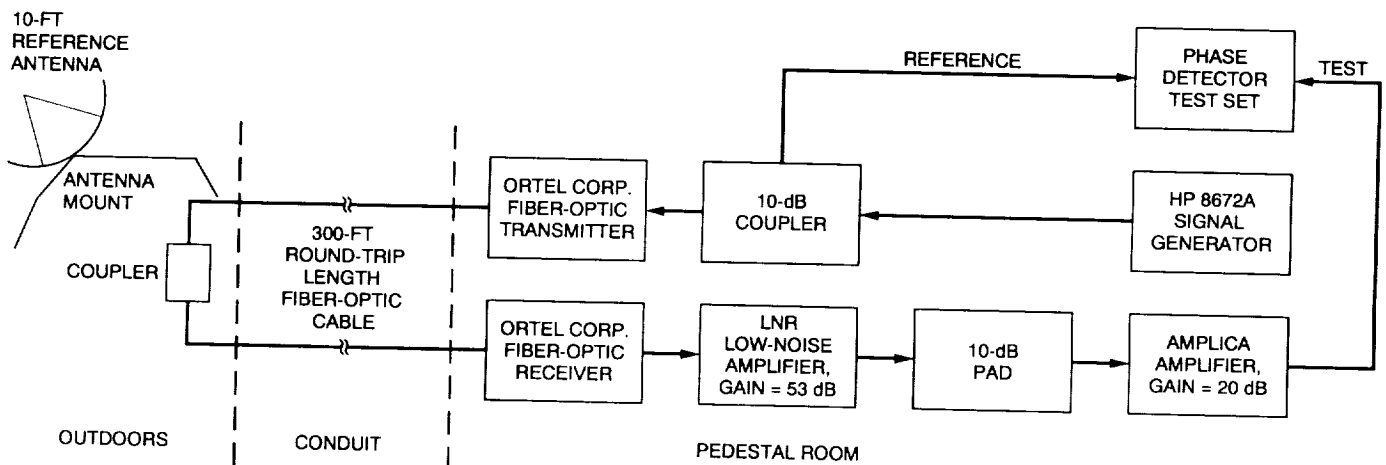 10-FT
REFERENCE
ANTENNA
ANTENNA
MOUNT
COUPLER
300-FT
ROUND-TRIP
LENGTH
FIBER-OPTIC
CABLE
ORTEL CORP.
FIBER-OPTIC
TRANSMITTER
10-dB
COUPLER
REFERENCE
PHASE
DETECTOR
TEST SET
TEST
HP 8672A
SIGNAL
GENERATOR
ORTEL CORP.
FIBER-OPTIC
RECEIVER
LNR
LOW-NOISE
AMPLIFIER,
GAIN = 53 dB
10-dB
PAD
AMPLICA
AMPLIFIER,
GAIN = 20 dB
OUTDOORS
CONDUIT
PEDESTAL ROOM